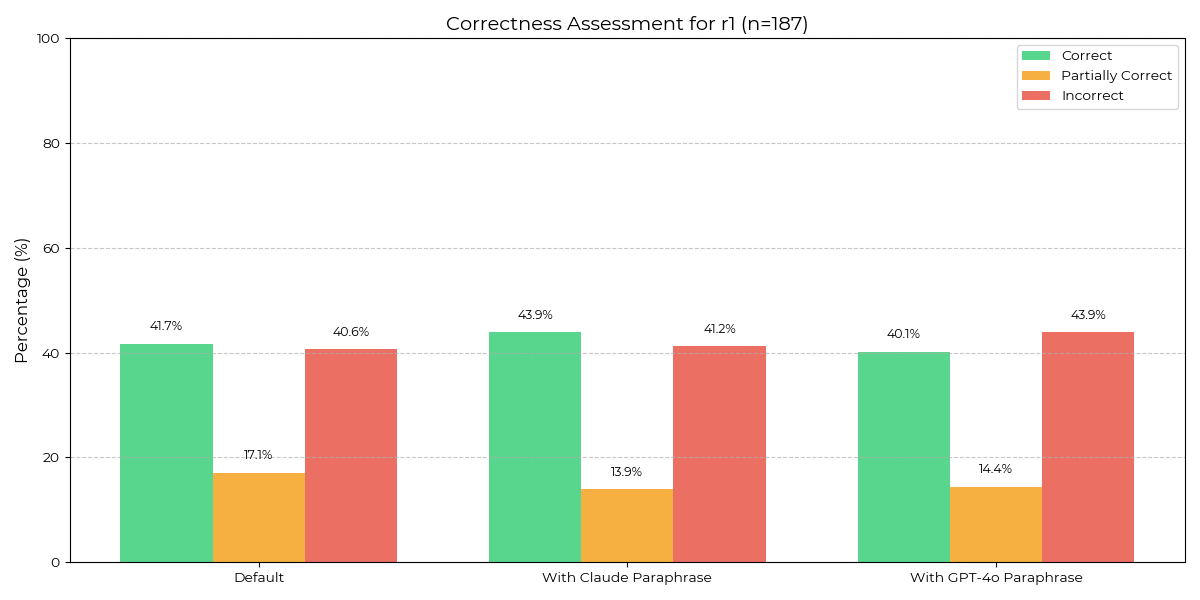 Correctness Assessment for r1 (n=187)
100
80
60
40
20
0
Percentage (%)
Correct
Partially Correct
Incorrect
41.7%
17.1%
40.6%
43.9%
13.9%
41.2%
40.1%
14.4%
43.9%
Default
With Claude Paraphrase
With GPT-4o Paraphrase